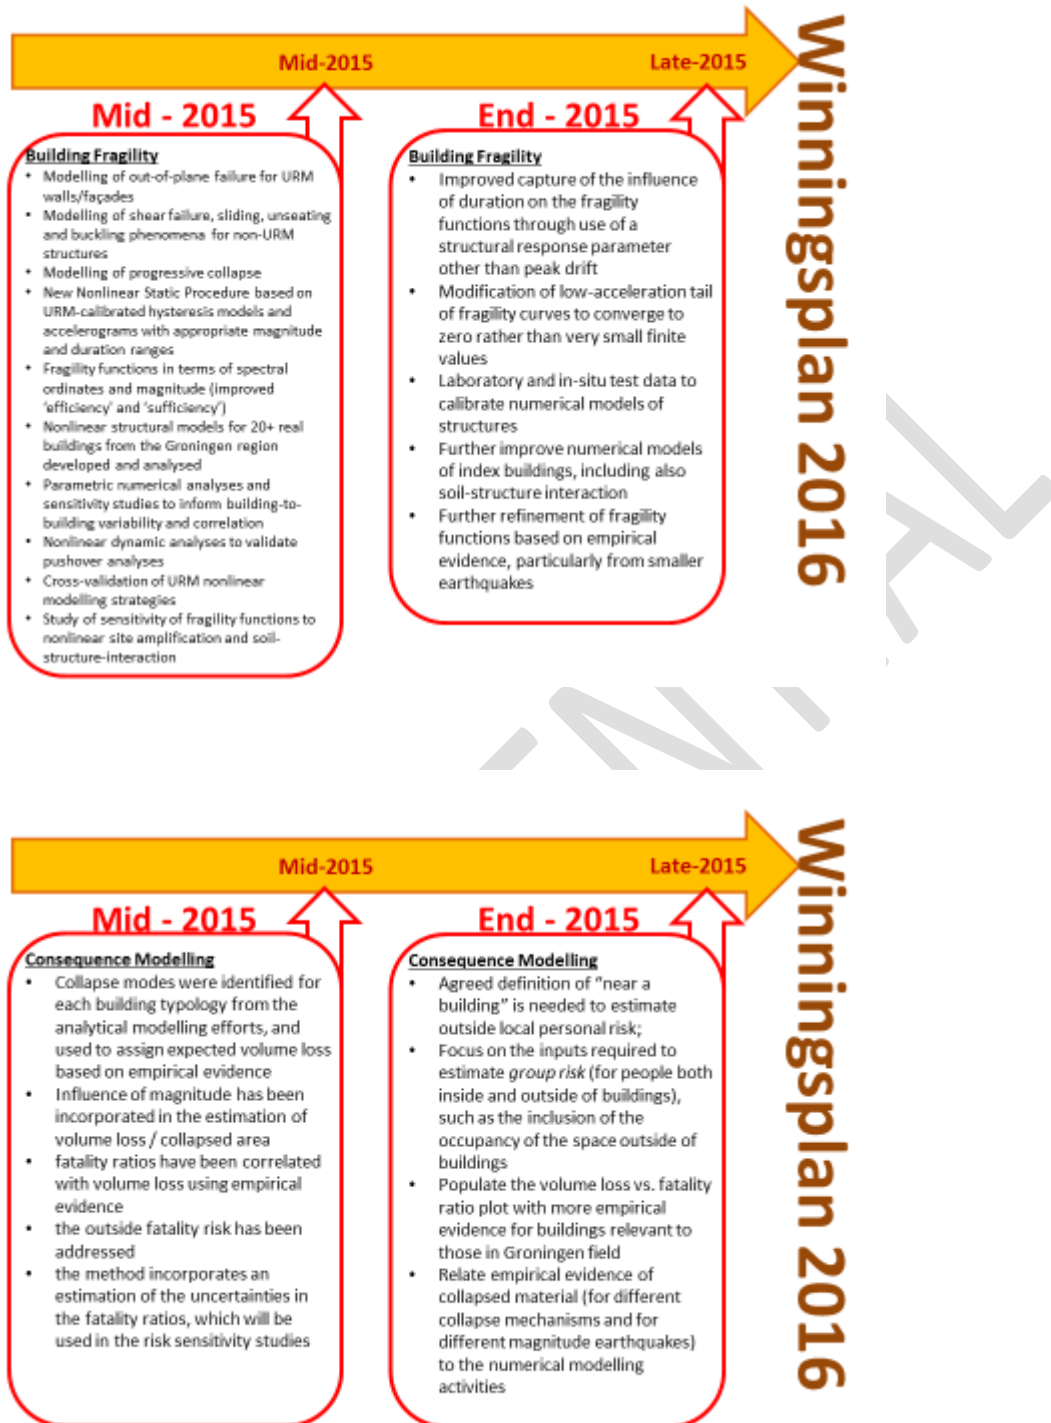 Mid-2015
Late-2015
Winningsplan 2016
Mid - 2015
Building Fragility
• Modelling of out-of-plane failure for URM
walls/façades
• Modelling of shear failure, sliding, unseating
and buckling phenomena for non-URM
structures
• Modelling of progressive collapse
• New Nonlinear Static Procedure based on
URM-calibrated hysteresis models and
accelerograms with appropriate magnitude
and duration ranges
• Fragility functions in terms of spectral
ordinates and magnitude (improved
'efficiency' and 'sufficiency')
• Nonlinear structural models for 20+ real
buildings from the Groningen region
developed and analysed
• Parametric numerical analyses and
sensitivity studies to inform building-to-
building variability and correlation
• Nonlinear dynamic analyses to validate
pushover analyses
• Cross-validation of URM nonlinear
modelling strategies
• Study of sensitivity of fragility functions to
nonlinear site amplification and soil-
structure-interaction
End - 2015
Building Fragility
• Improved capture of the influence
of duration on the fragility
functions through use of a
structural response parameter
other than peak drift
• Modification of low-acceleration tail
of fragility curves to converge to
zero rather than very small finite
values
• Laboratory and in-situ test data to
calibrate numerical models of
structures
• Further improve numerical models
of index buildings, including also
soil-structure interaction
• Further refinement of fragility
functions based on empirical
evidence, particularly from smaller
earthquakes
Mid-2015
Late-2015
Winningsplan 2016
Mid - 2015
Consequence Modelling
• Collapse modes were identified for
each building typology from the
analytical modelling efforts, and
used to assign expected volume loss
based on empirical evidence
• Influence of magnitude has been
incorporated in the estimation of
volume loss / collapsed area
• fatality ratios have been correlated
with volume loss using empirical
evidence
• the outside fatality risk has been
addressed
• the method incorporates an
estimation of the uncertainties in
the fatality ratios, which will be
used in the risk sensitivity studies
End - 2015
Consequence Modelling
• Agreed definition of "near a
building" is needed to estimate
outside local personal risk;
• Focus on the inputs required to
estimate group risk (for people both
inside and outside of buildings),
such as the inclusion of the
occupancy of the space outside of
buildings
• Populate the volume loss vs. fatality
ratio plot with more empirical
evidence for buildings relevant to
those in Groningen field
• Relate empirical evidence of
collapsed material (for different
collapse mechanisms and for
different magnitude earthquakes)
to the numerical modelling
activities